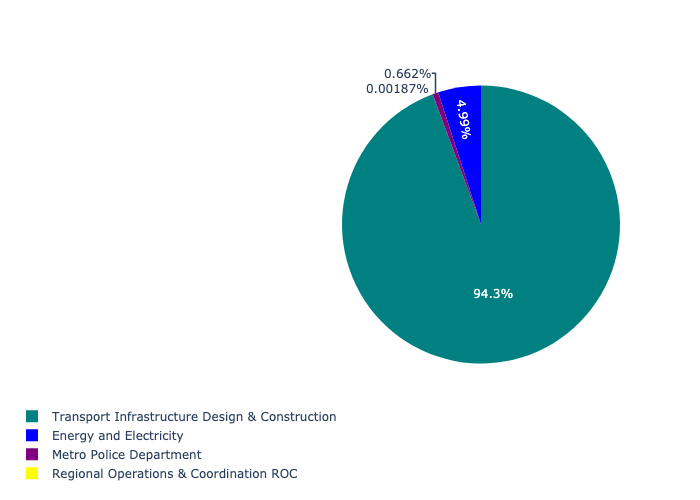 0.662%
0.00187%
4.99%
94.3%
Transport Infrastructure Design & Construction
Energy and Electricity
Metro Police Department
Regional Operations & Coordination ROC